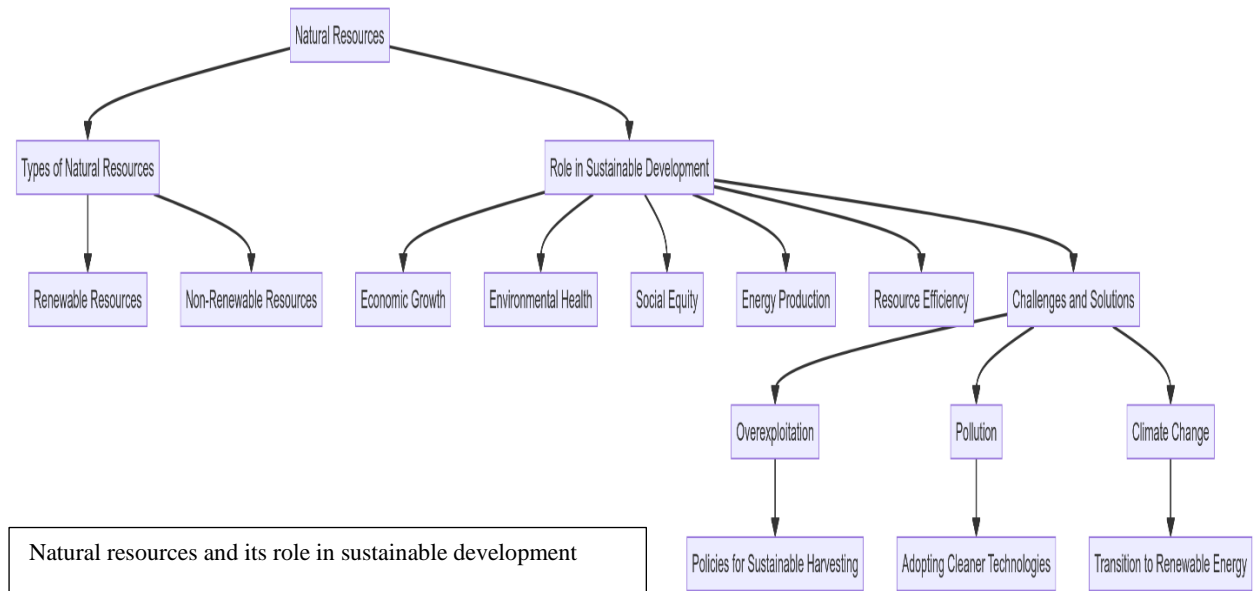 Natural Resources
Types of Natural Resources
Role in Sustainable Development
Renewable Resources
Non-Renewable Resources
Economic Growth
Environmental Health
Social Equity
Energy Production
Resource Efficiency
Challenges and Solutions
Overexploitation
Pollution
Climate Change
Policies for Sustainable Harvesting
Adopting Cleaner Technologies
Transition to Renewable Energy
Natural resources and its role in sustainable development